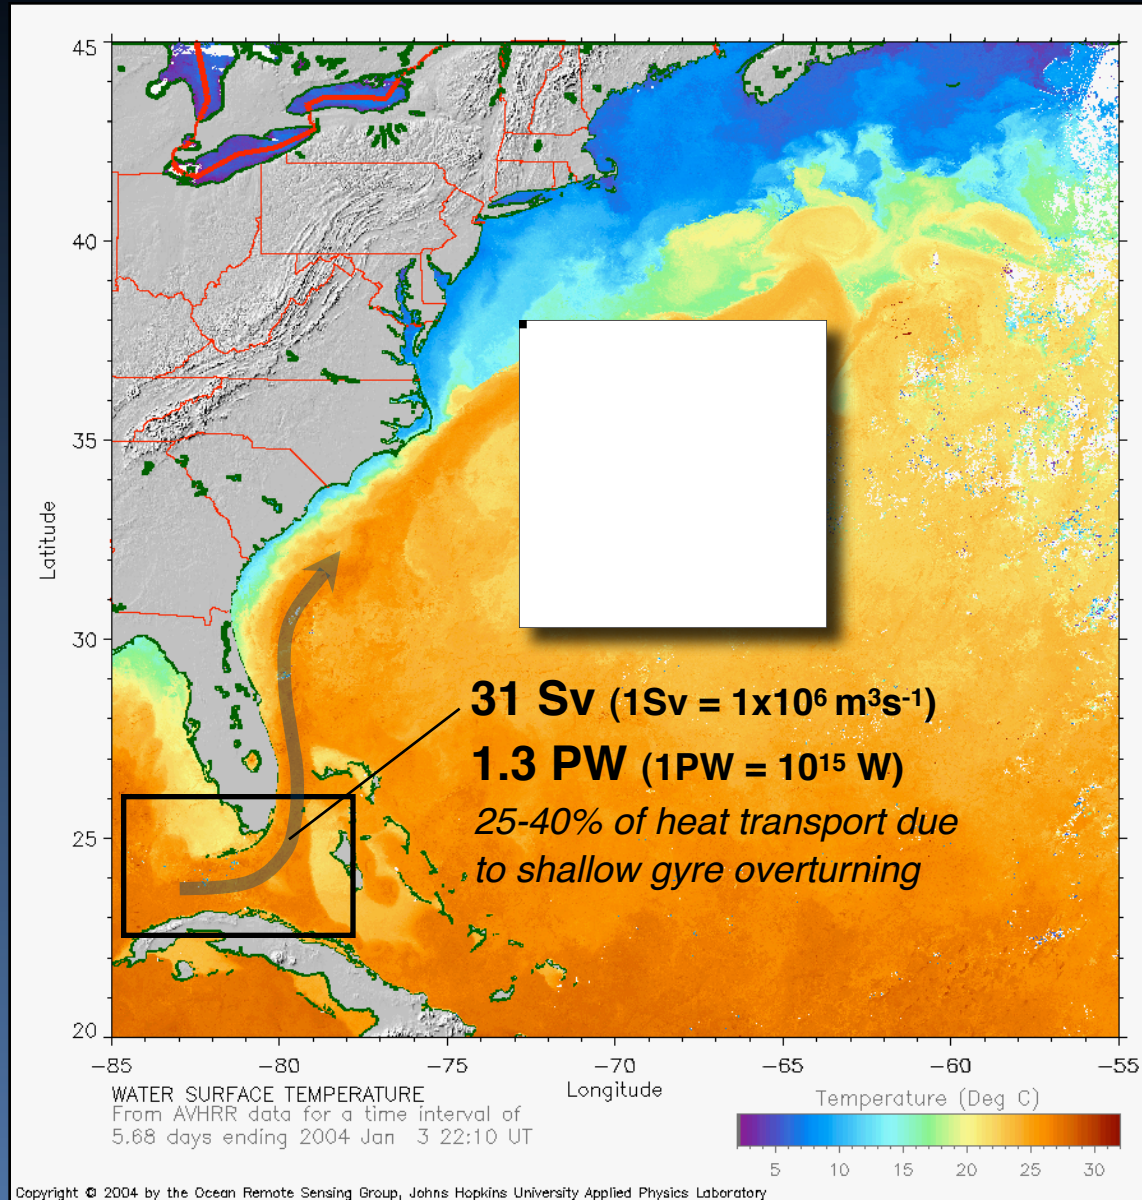 45
40
35
30
25
20
Latitude
31 Sv (1Sv = 1x10⁶ m³s⁻¹)
1.3 PW (1PW = 10¹⁵ W)
25-40% of heat transport due
to shallow gyre overturning
−85 −80 −75 −70 −65 −60 −55
Longitude
WATER SURFACE TEMPERATURE
From AVHRR data for a time interval of
5.68 days ending 2004 Jan 3 22:10 UT
Temperature (Deg C)
5 10 15 20 25 30
Copyright © 2004 by the Ocean Remote Sensing Group, Johns Hopkins University Applied Physics Laboratory